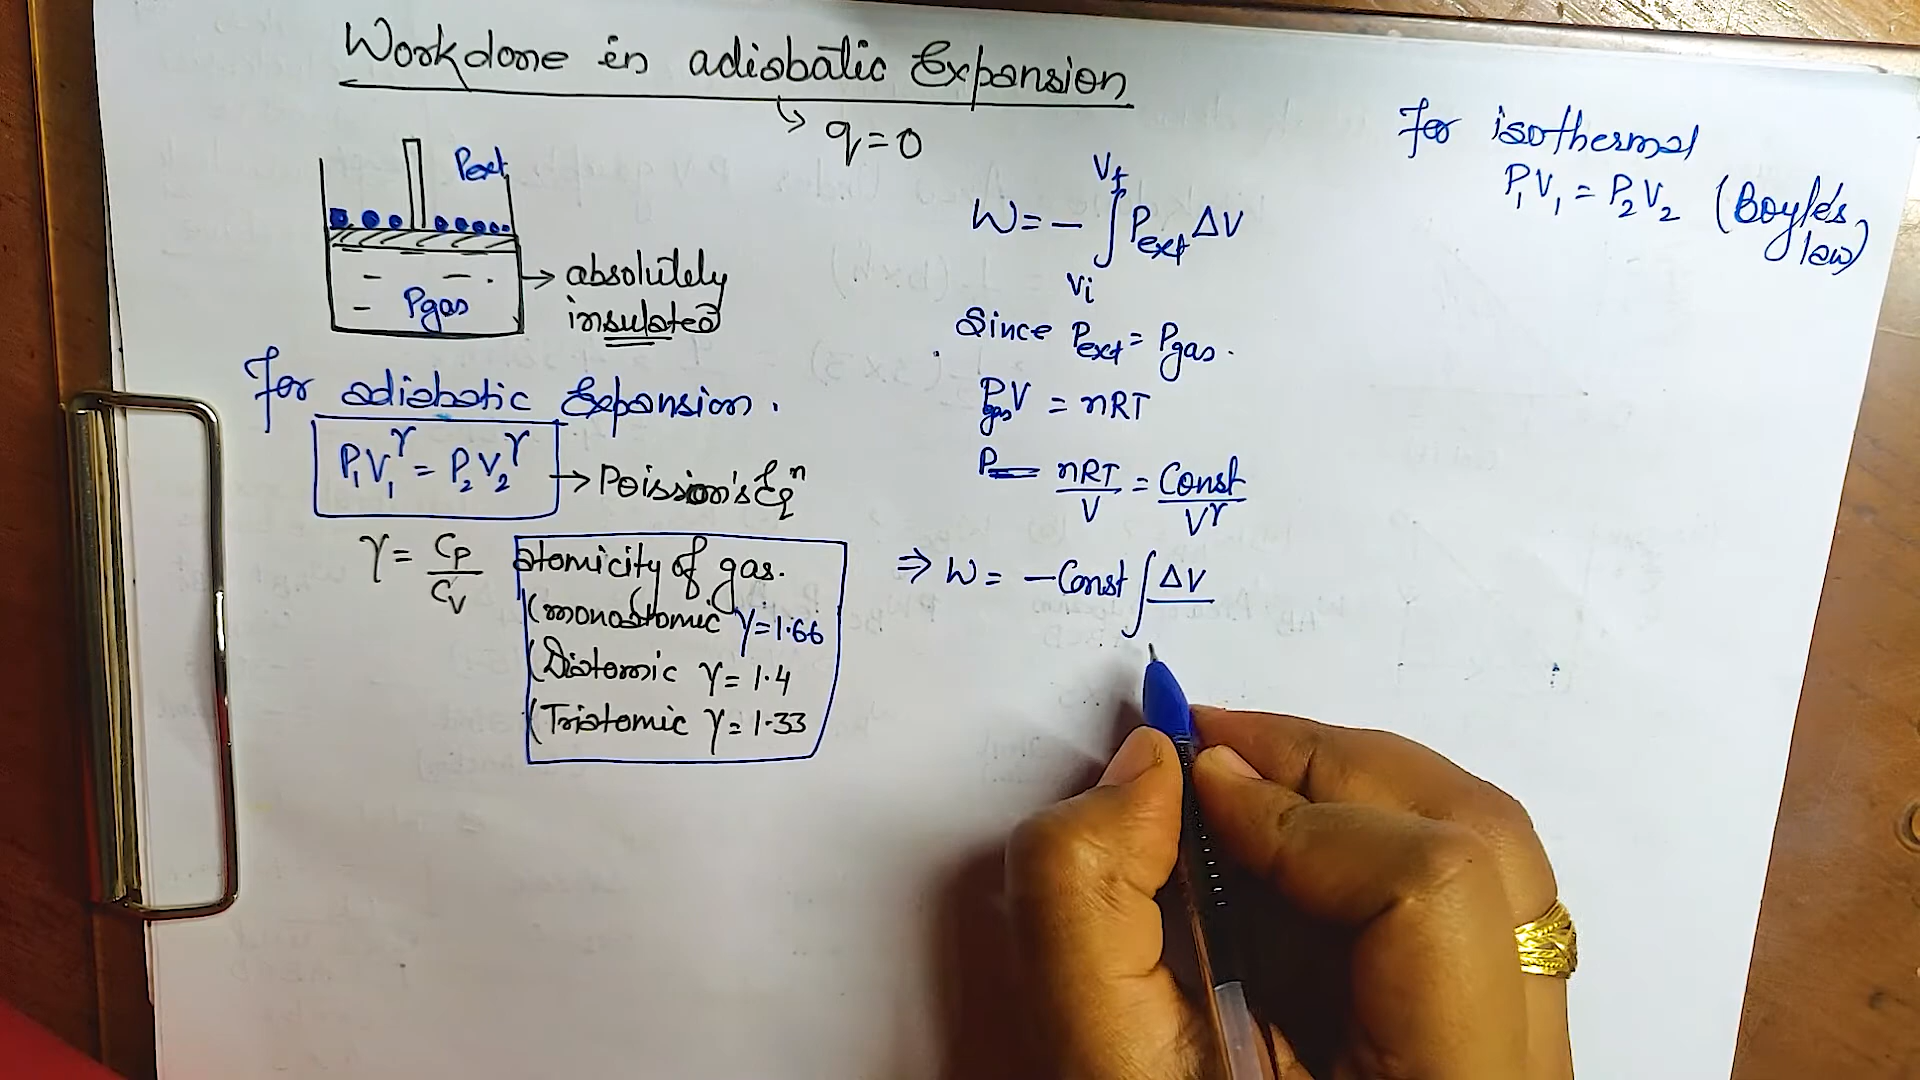 Workdone in adiabatic Expansion
q = 0
Pext
Pgas
→ absolutely
insulated
For adiabatic Expansion.
P₁V₁^γ = P₂V₂^γ → Poission's Eqⁿ
γ = Cp/Cv
atomicity of gas.
(monoatomic γ = 1.66
(Diatomic γ = 1.4
(Triatomic γ = 1.33
W = − ∫Vi^Vf Pext ΔV
Since Pext = Pgas.
PgasV = nRT
P = nRT/V = Const/V^γ
⇒ W = −Const ∫ ΔV
For isothermal
P₁V₁ = P₂V₂ (Boyle's
law)